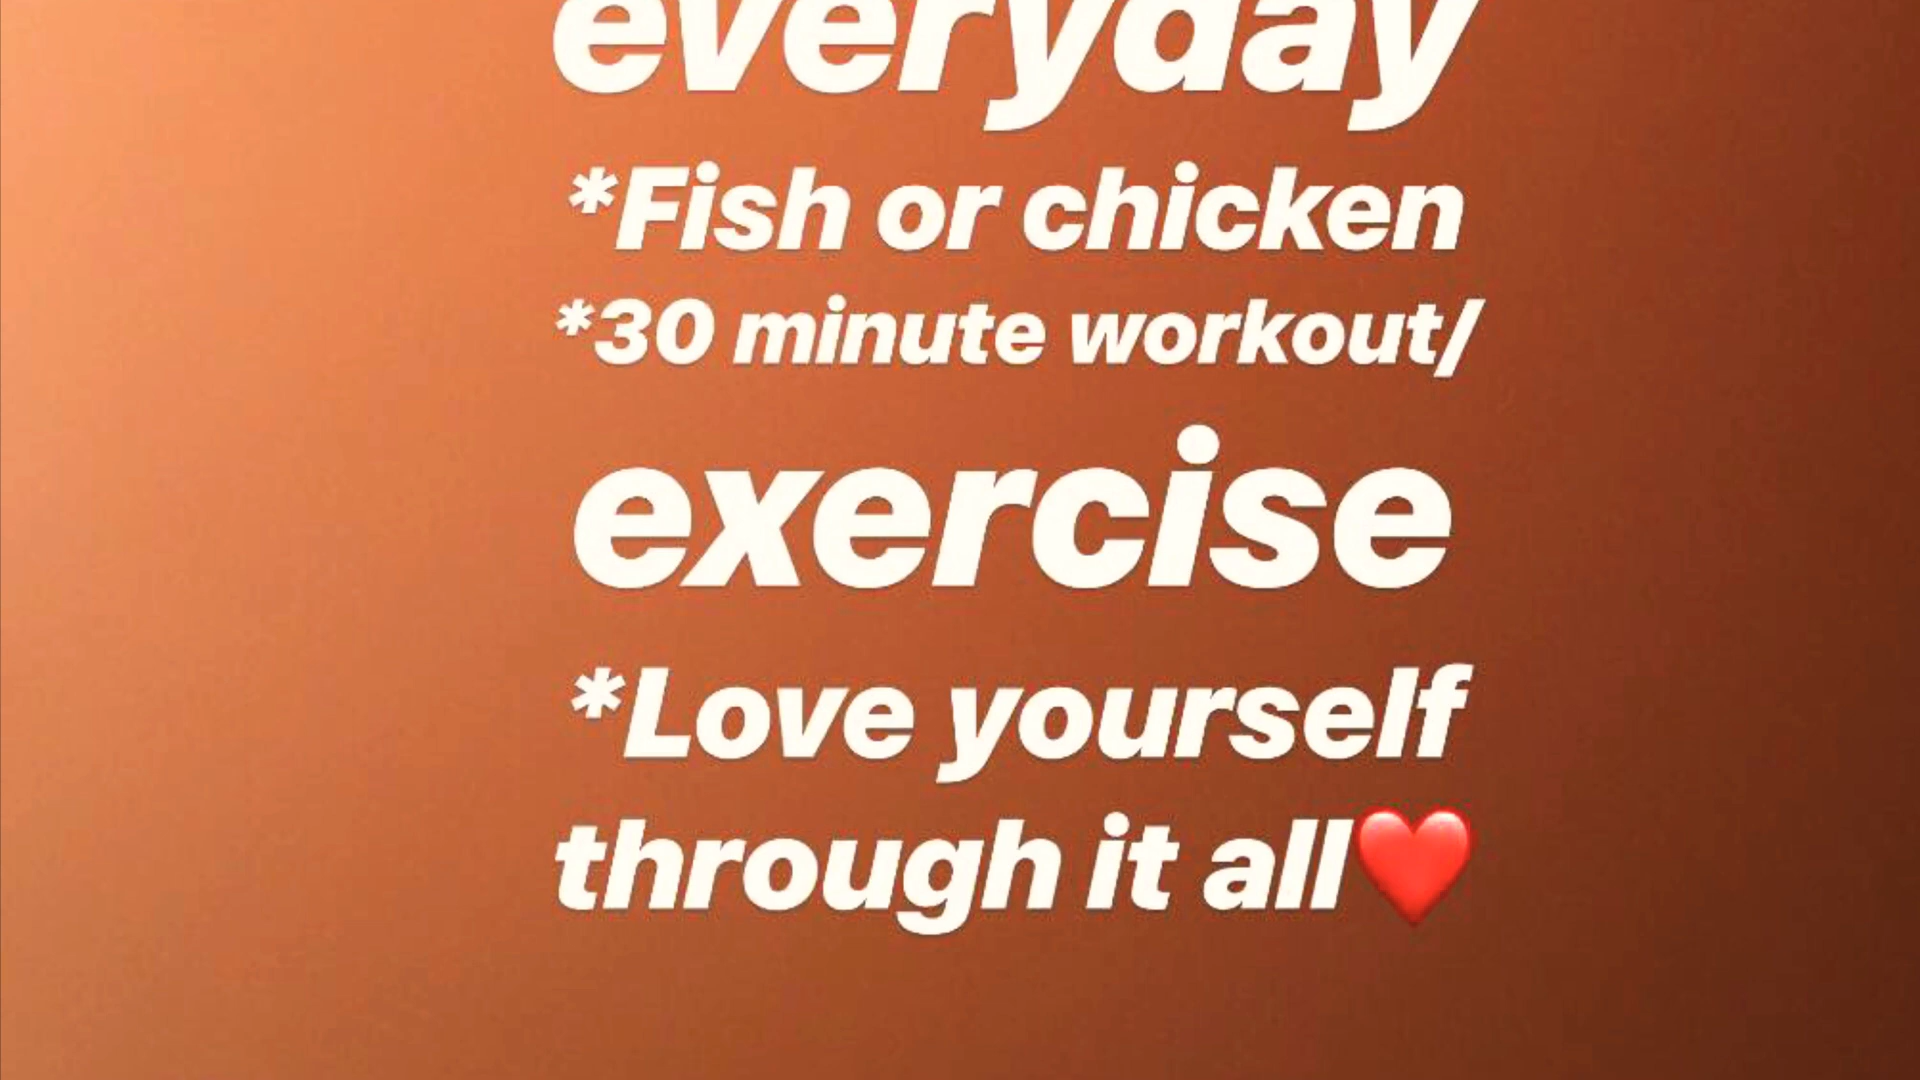 everyday
*Fish or chicken
*30 minute workout/
exercise
*Love yourself
through it all❤️